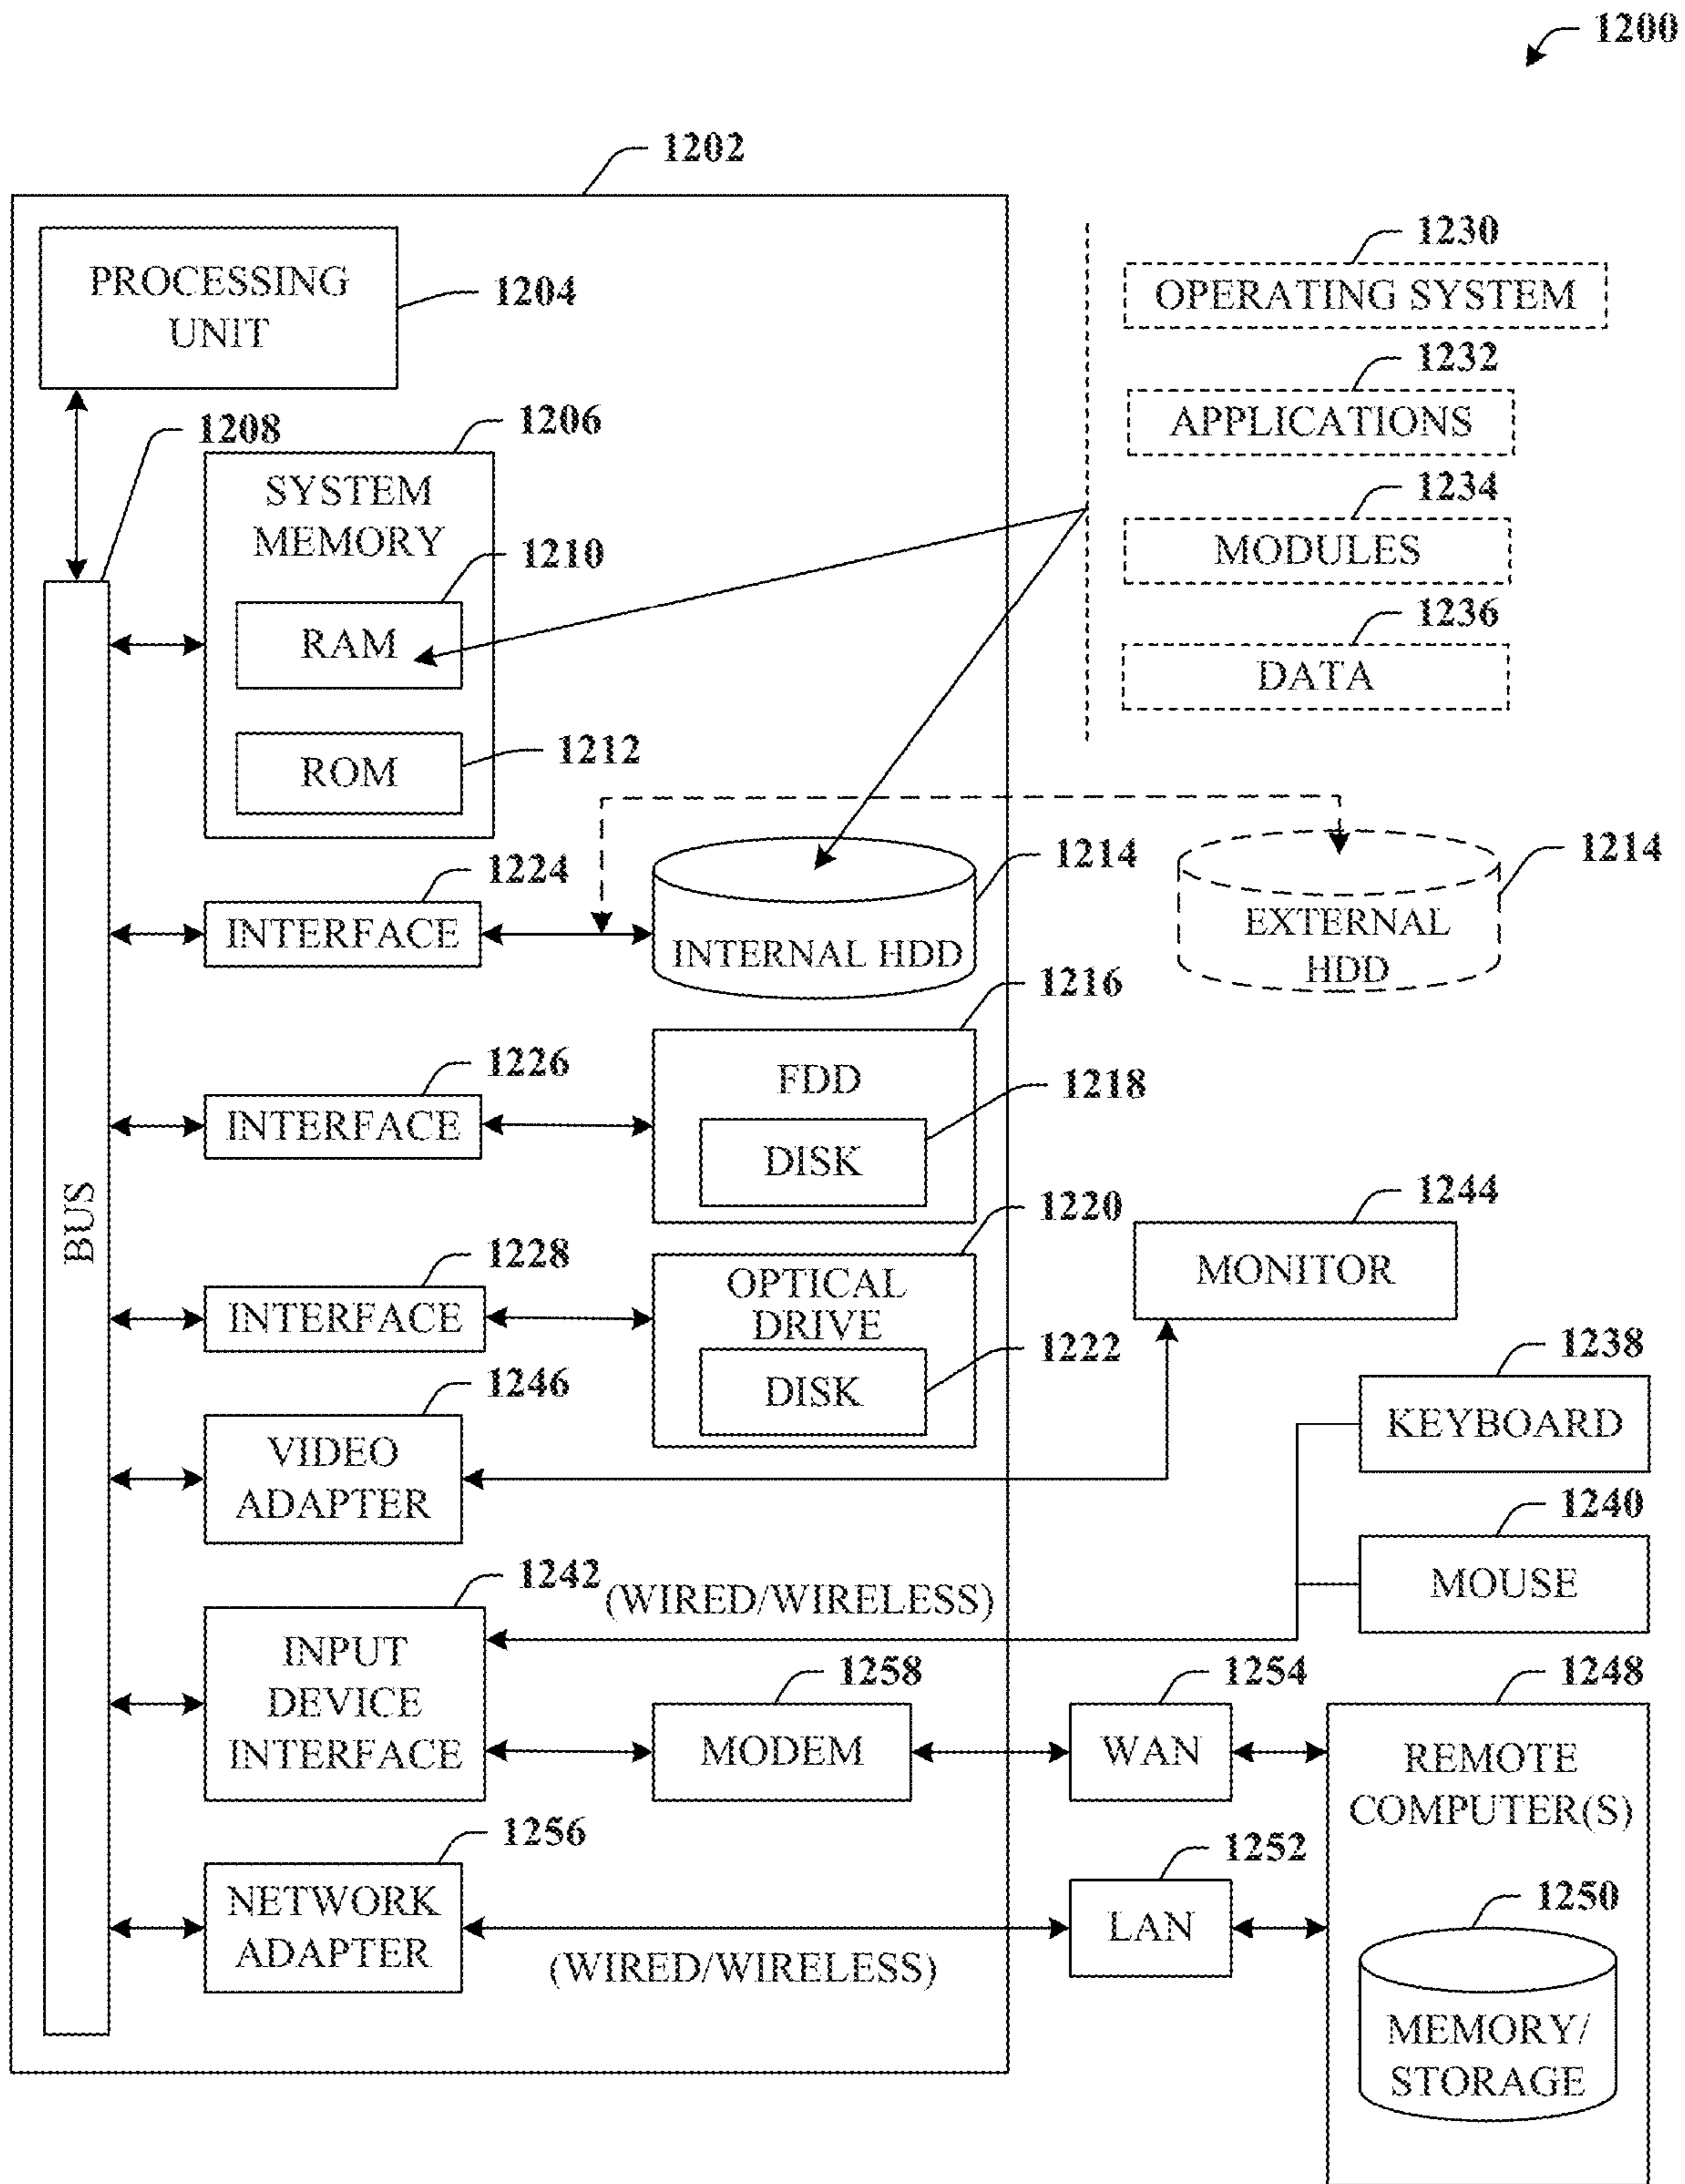 1200
1202
PROCESSING
UNIT
1204
1230
OPERATING SYSTEM
1232
APPLICATIONS
1234
MODULES
1236
DATA
1208
1206
SYSTEM
MEMORY
1210
RAM
1212
ROM
1224
INTERFACE
1214
INTERNAL HDD
1214
EXTERNAL
HDD
1216
FDD
1218
DISK
1226
INTERFACE
BUS
1220
OPTICAL
DRIVE
1222
DISK
1228
INTERFACE
1244
MONITOR
1246
VIDEO
ADAPTER
1238
KEYBOARD
1240
MOUSE
1242
(WIRED/WIRELESS)
INPUT
DEVICE
INTERFACE
1258
MODEM
1254
WAN
1248
REMOTE
COMPUTER(S)
1256
NETWORK
ADAPTER
(WIRED/WIRELESS)
1252
LAN
1250
MEMORY/
STORAGE